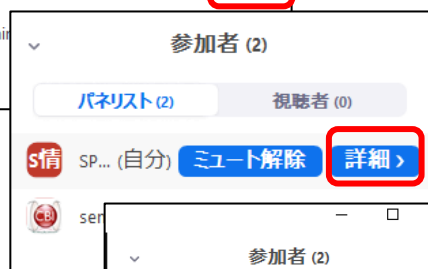 参加者 (2)
パネリスト (2) 視聴者 (0)
s情 SP... (自分) ミュート解除 詳細 ›
CBI
参加者 (2)